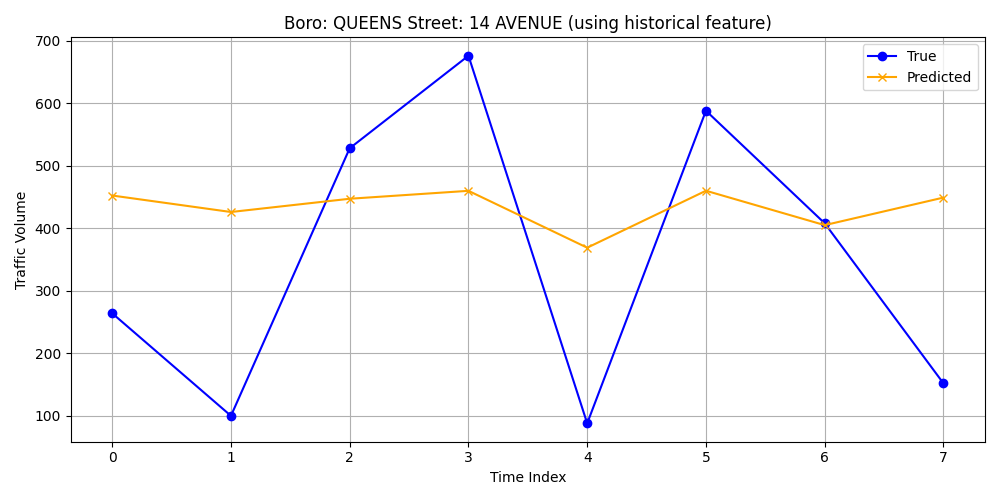 Boro: QUEENS Street: 14 AVENUE (using historical feature)
True
Predicted
Traffic Volume
700
600
500
400
300
200
100
0 1 2 3 4 5 6 7
Time Index